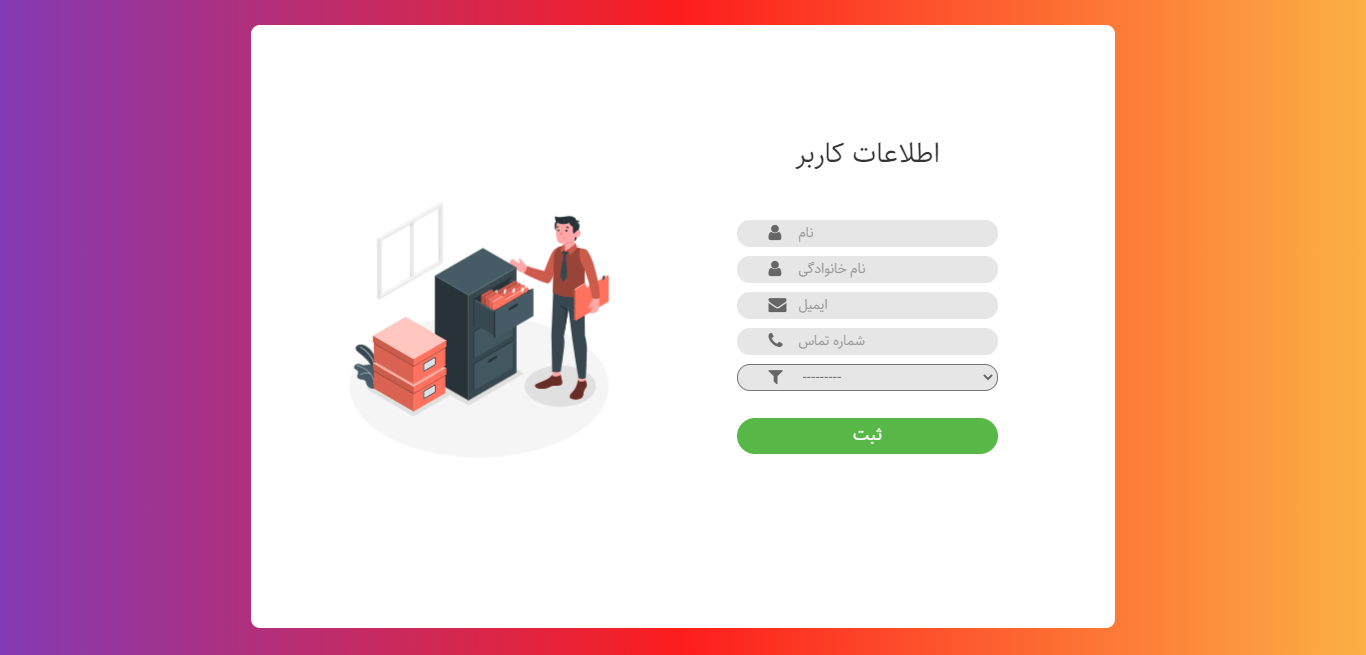 اطلاعات کاربر
نام
نام خانوادگی
ایمیل
شماره تماس
---------
ثبت